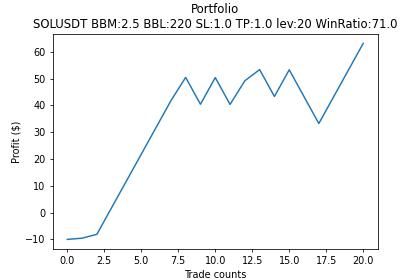 Portfolio
SOLUSDT BBM:2.5 BBL:220 SL:1.0 TP:1.0 lev:20 WinRatio:71.0
Profit ($)
60
50
40
30
20
10
0
−10
0.0 2.5 5.0 7.5 10.0 12.5 15.0 17.5 20.0
Trade counts